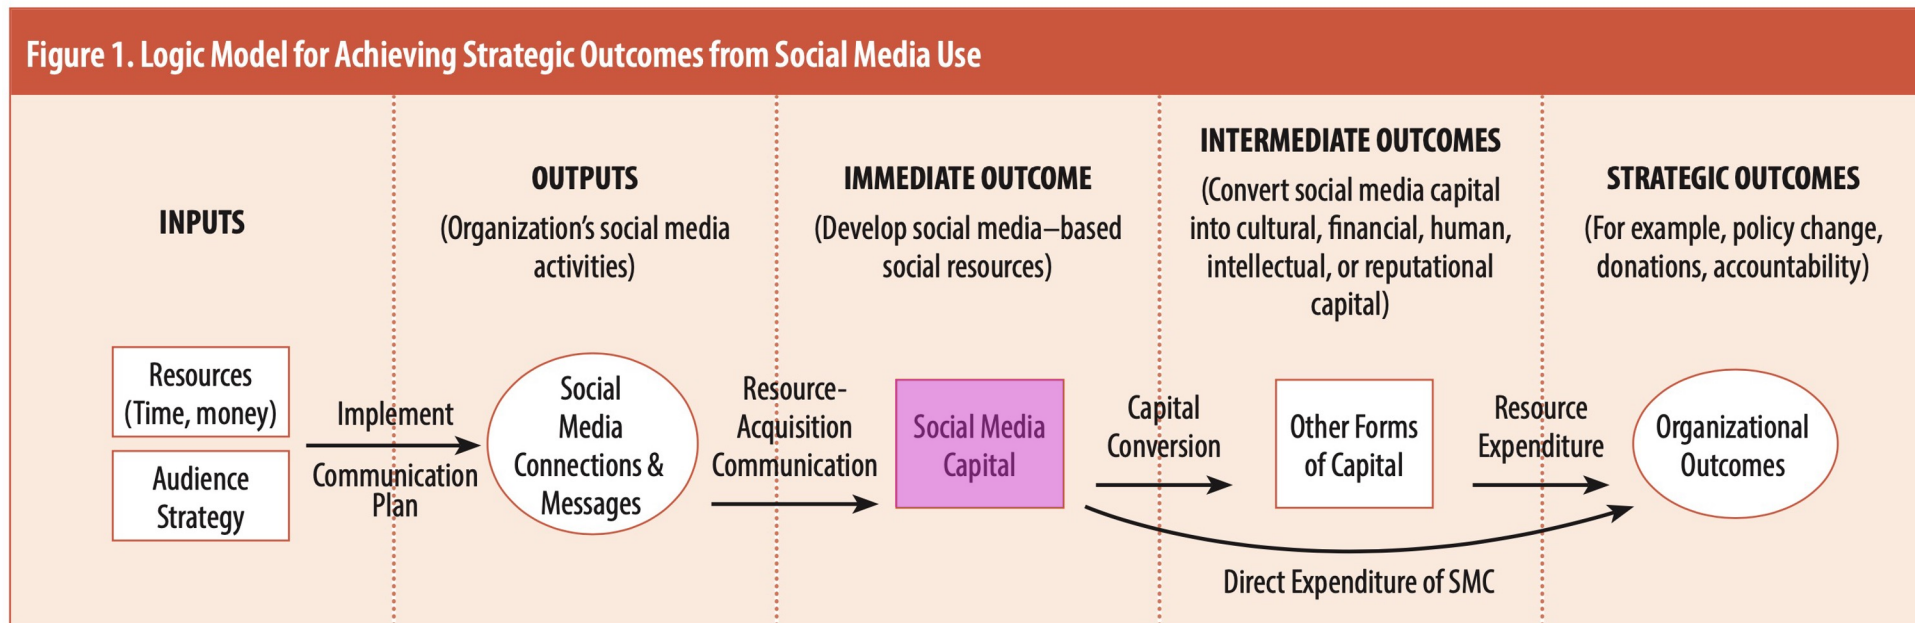 Figure 1. Logic Model for Achieving Strategic Outcomes from Social Media Use
INPUTS
OUTPUTS
(Organization’s social media
activities)
IMMEDIATE OUTCOME
(Develop social media–based
social resources)
INTERMEDIATE OUTCOMES
(Convert social media capital
into cultural, financial, human,
intellectual, or reputational
capital)
STRATEGIC OUTCOMES
(For example, policy change,
donations, accountability)
Resources
(Time, money)
Audience
Strategy
Implement
Communication
Plan
Social
Media
Connections &
Messages
Resource-
Acquisition
Communication
Social Media
Capital
Capital
Conversion
Other Forms
of Capital
Resource
Expenditure
Organizational
Outcomes
Direct Expenditure of SMC